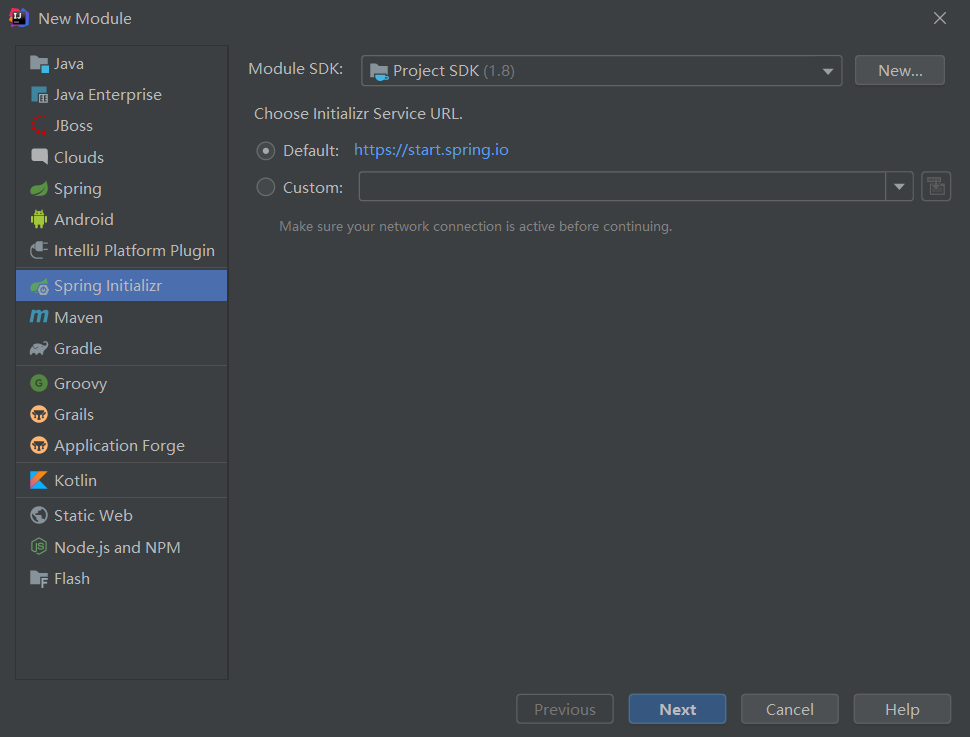 New Module
Java
Java Enterprise
JBoss
Clouds
Spring
Android
IntelliJ Platform Plugin
Spring Initializr
Maven
Gradle
Groovy
Grails
Application Forge
Kotlin
Static Web
Node.js and NPM
Flash
Module SDK: Project SDK (1.8) New...
Choose Initializr Service URL.
Default: https://start.spring.io
Custom:
Make sure your network connection is active before continuing.
Previous Next Cancel Help